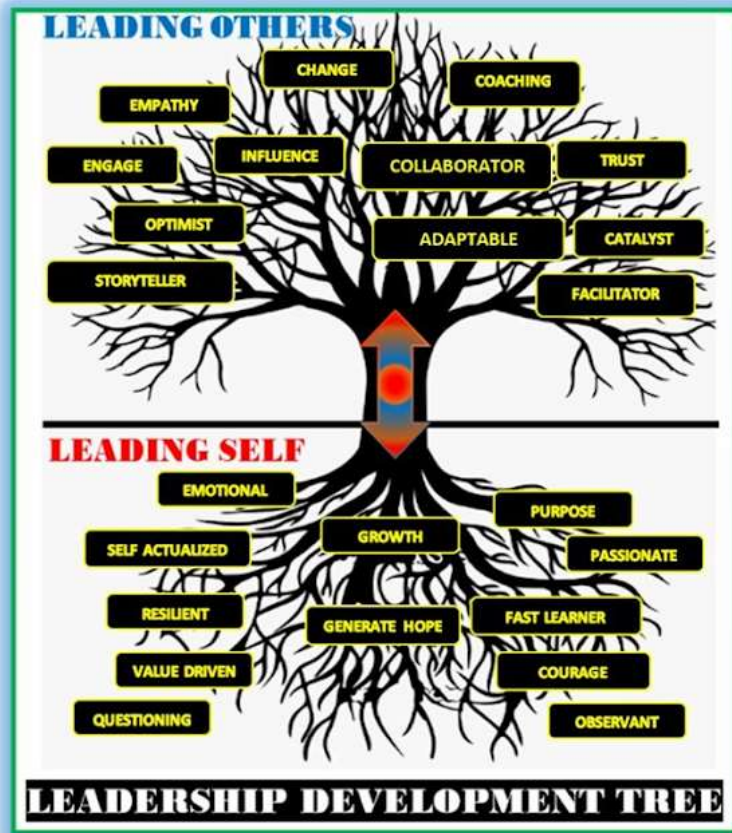 LEADING OTHERS
CHANGE
COACHING
EMPATHY
INFLUENCE
COLLABORATOR
TRUST
ENGAGE
OPTIMIST
ADAPTABLE
CATALYST
STORYTELLER
FACILITATOR
LEADING SELF
EMOTIONAL
PURPOSE
GROWTH
SELF ACTUALIZED
PASSIONATE
RESILIENT
GENERATE HOPE
FAST LEARNER
VALUE DRIVEN
COURAGE
QUESTIONING
OBSERVANT
LEADERSHIP DEVELOPMENT TREE